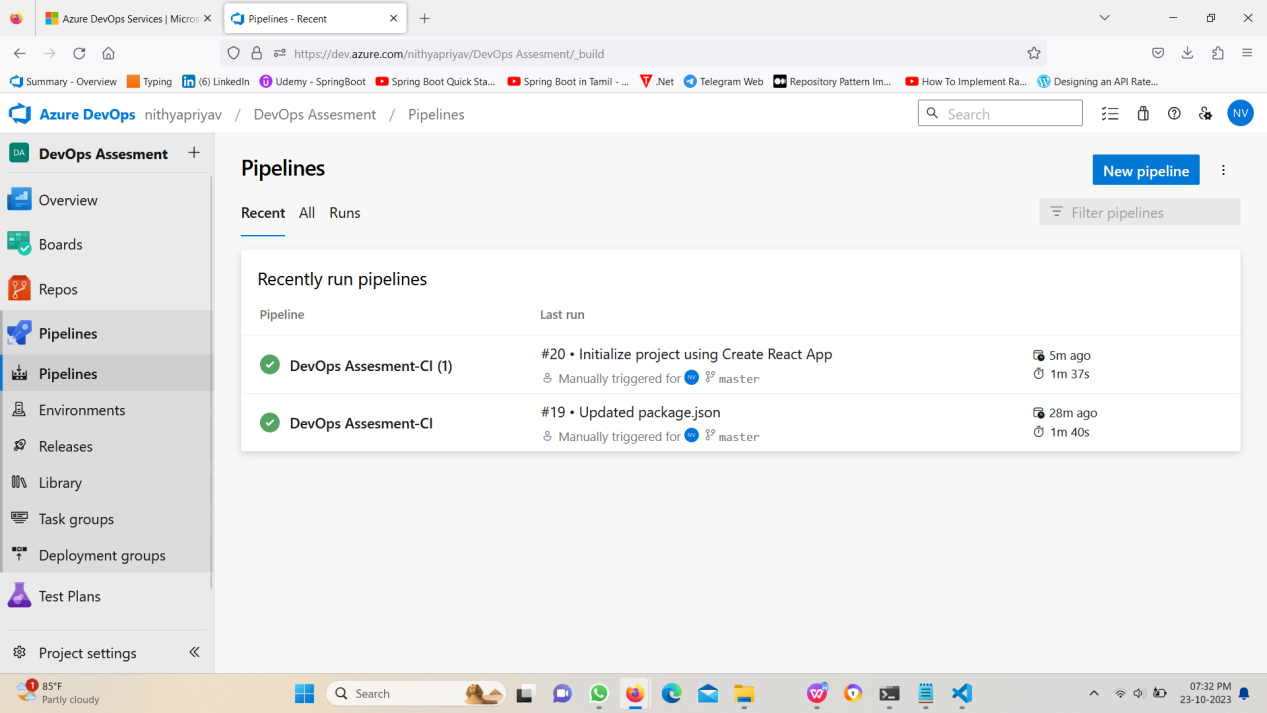 Azure DevOps Services | Micros
Pipelines - Recent
https://dev.azure.com/nithyapriyav/DevOps Assesment/_build
Summary - Overview
Typing
(6) LinkedIn
Udemy - SpringBoot
Spring Boot Quick Sta...
Spring Boot in Tamil - ...
.Net
Telegram Web
Repository Pattern Im...
How To Implement Ra...
Designing an API Rate...
Azure DevOps
nithyapriyav / DevOps Assesment / Pipelines
Search
NV
DA
DevOps Assesment
Overview
Boards
Repos
Pipelines
Pipelines
Environments
Releases
Library
Task groups
Deployment groups
Test Plans
Project settings
Pipelines
New pipeline
Recent
All
Runs
Filter pipelines
Recently run pipelines
Pipeline
Last run
DevOps Assesment-CI (1)
#20 • Initialize project using Create React App
Manually triggered for NV master
5m ago
1m 37s
DevOps Assesment-CI
#19 • Updated package.json
Manually triggered for NV master
28m ago
1m 40s
1
85°F
Partly cloudy
Search
07:32 PM
23-10-2023